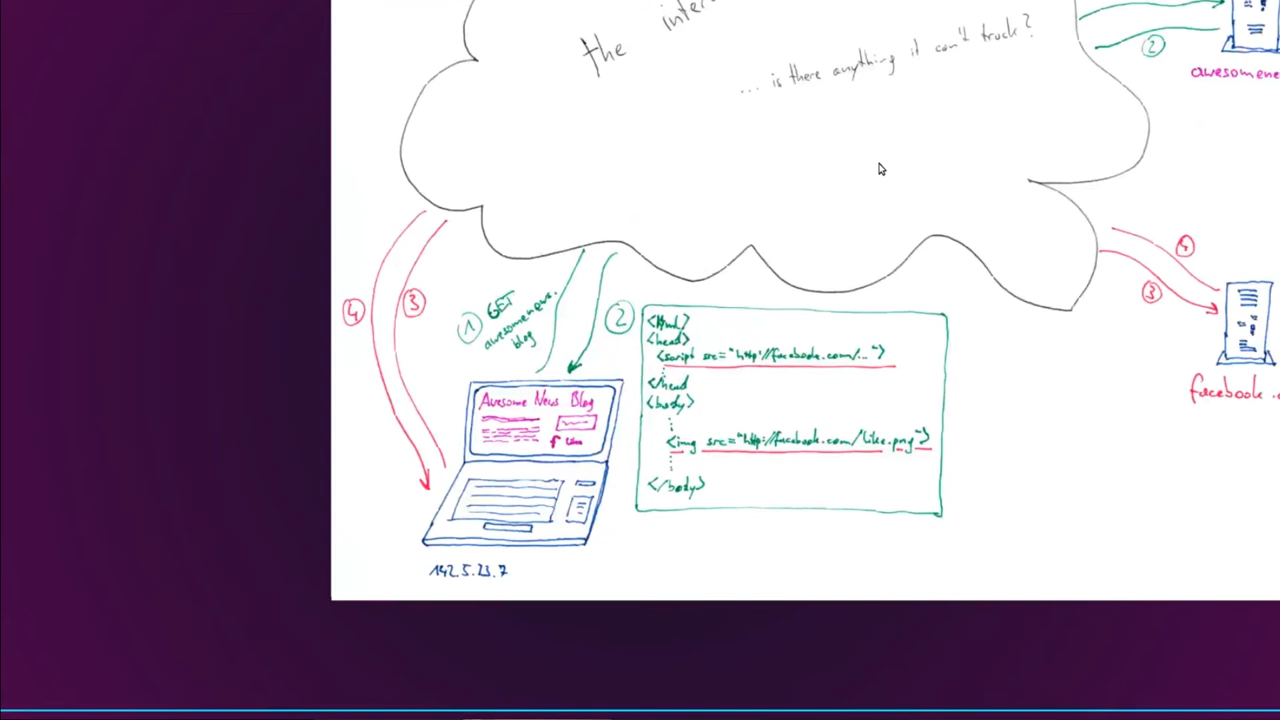 the inter
... is there anything it can't track?
2
awesomene
4
3
1 GET
awesomenews.
blog
2
<html>
<head>
<script src="http://facebook.com/..."">
</head
<body>
<img src="http://facebook.com/like.png">
</body>
4
3
facebook.c
Awesome News Blog
f Like
142.5.23.7